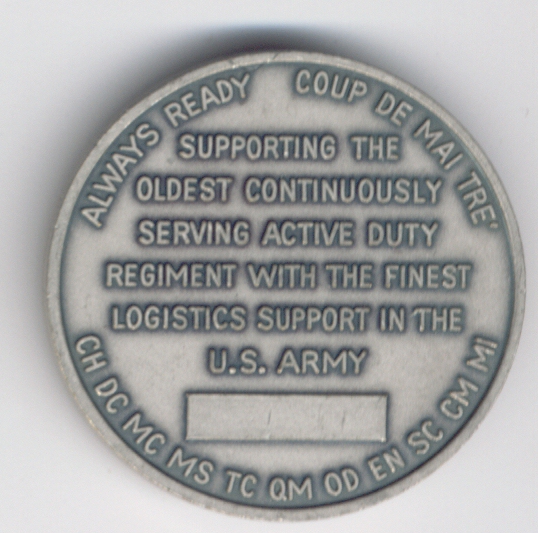 ALWAYS READY
COUP DE MAI TRE'
SUPPORTING THE
OLDEST CONTINUOUSLY
SERVING ACTIVE DUTY
REGIMENT WITH THE FINEST
LOGISTICS SUPPORT IN THE
U.S. ARMY
CH DC MC MS TC QM OD EN SC CM MI